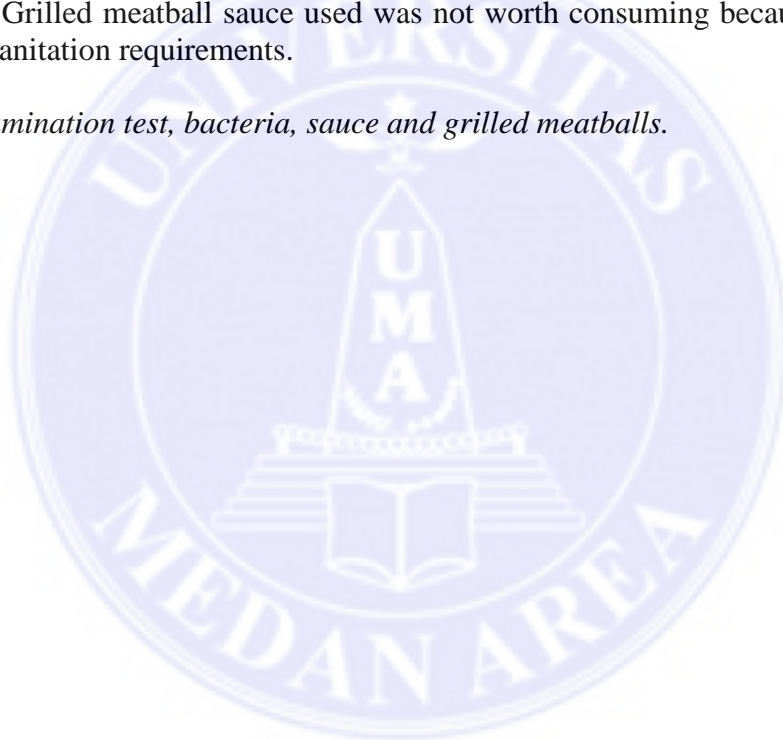 Grilled meatball sauce used was not worth consuming
anitation requirements.
mination test, bacteria, sauce and grilled meatballs.
UNIVERSITAS
UMA
MEDAN AREA